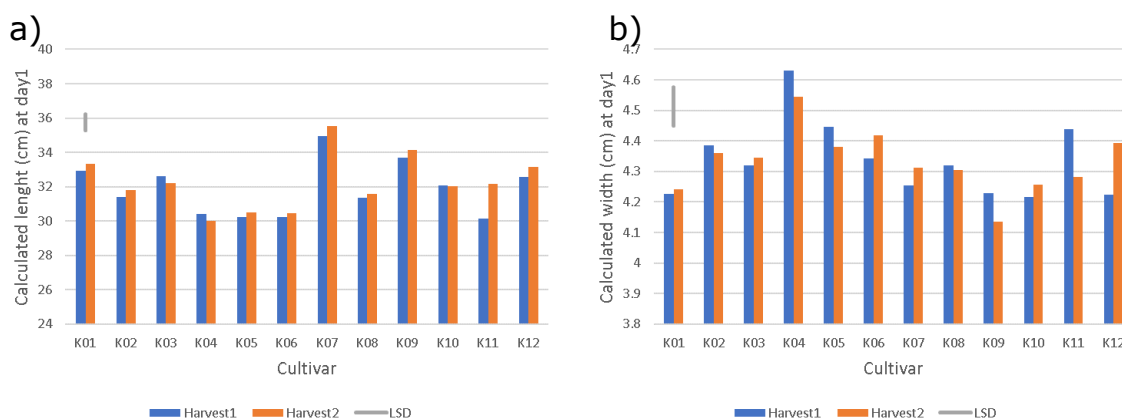 a)
Calculated lenght (cm) at day1
40
38
36
34
32
30
28
26
24
K01 K02 K03 K04 K05 K06 K07 K08 K09 K10 K11 K12
Cultivar
Harvest1 Harvest2 LSD
b)
Calculated width (cm) at day1
4.7
4.6
4.5
4.4
4.3
4.2
4.1
4
3.9
3.8
K01 K02 K03 K04 K05 K06 K07 K08 K09 K10 K11 K12
Cultivar
Harvest1 Harvest2 LSD